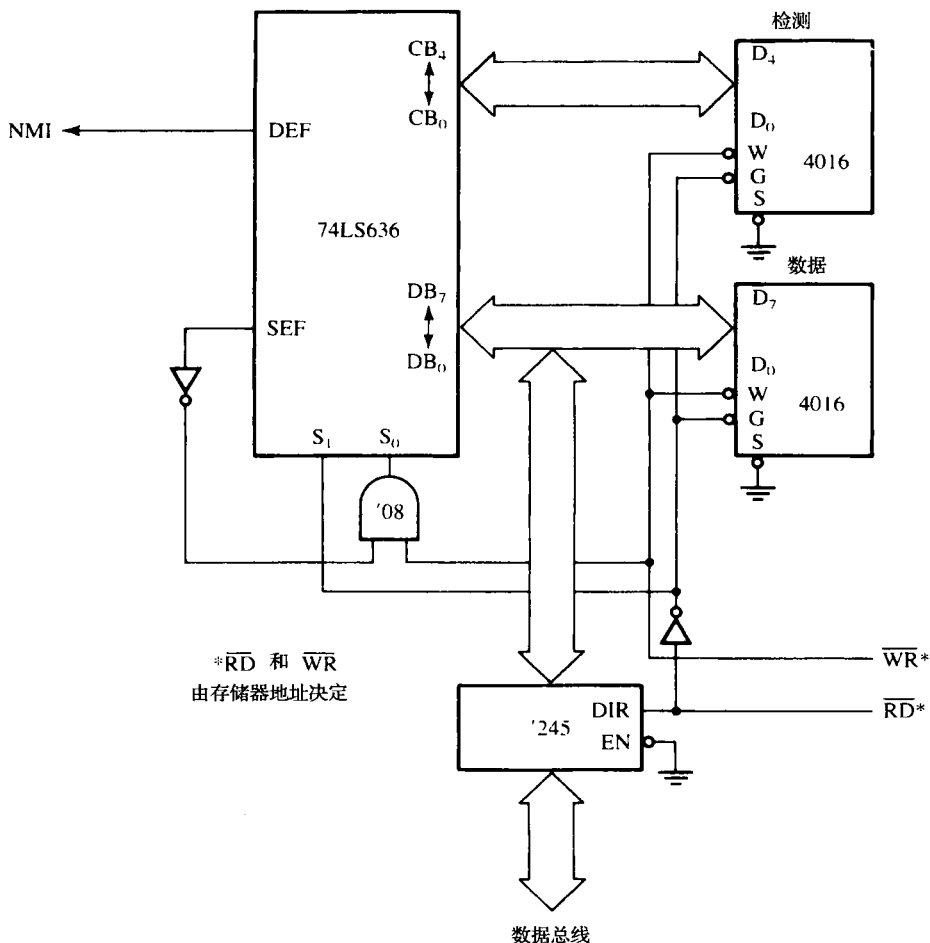 检测
CB₄
D₄
CB₀
D₀
NMI
DEF
W
G
4016
S
74LS636
数据
DB₇
D₇
SEF
DB₀
D₀
W
G
4016
S
S₁
S₀
'08
*RD 和 WR
由存储器地址决定
WR*
RD*
DIR
'245
EN
数据总线